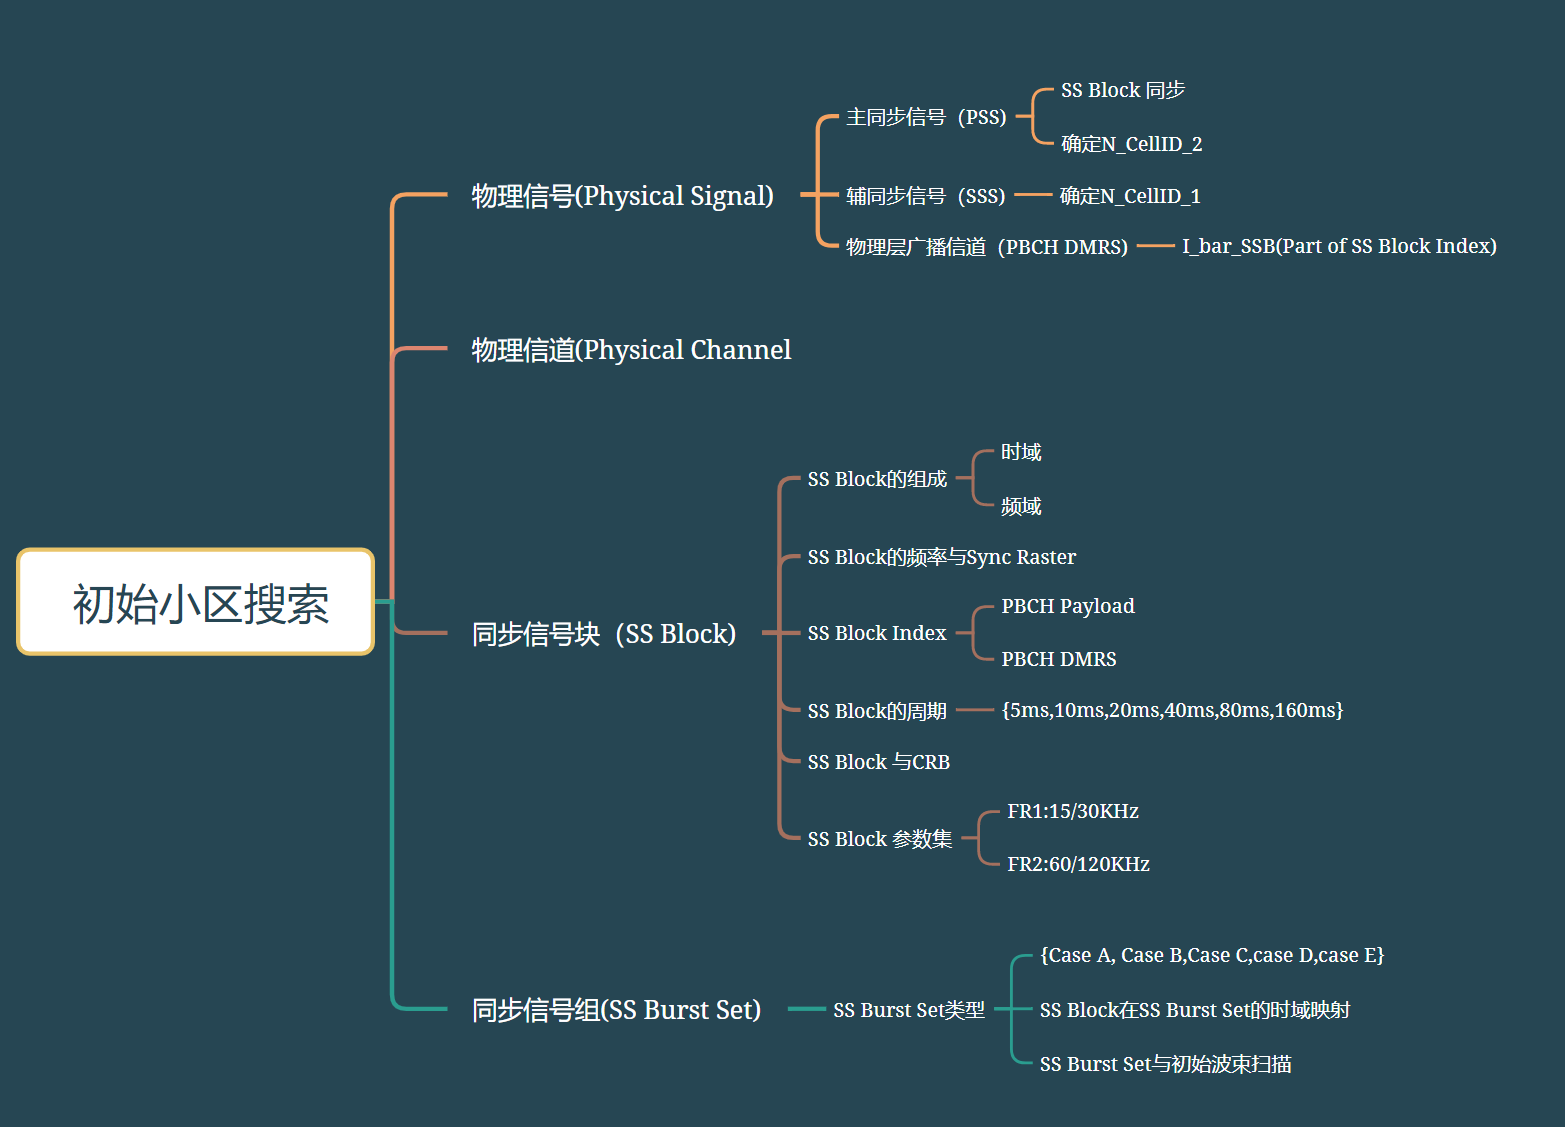 初始小区搜索
物理信号(Physical Signal)
主同步信号（PSS)
SS Block 同步
确定N_CellID_2
辅同步信号（SSS)
确定N_CellID_1
物理层广播信道（PBCH DMRS)
I_bar_SSB(Part of SS Block Index)
物理信道(Physical Channel
同步信号块（SS Block)
SS Block的组成
时域
频域
SS Block的频率与Sync Raster
SS Block Index
PBCH Payload
PBCH DMRS
SS Block的周期
{5ms,10ms,20ms,40ms,80ms,160ms}
SS Block 与CRB
SS Block 参数集
FR1:15/30KHz
FR2:60/120KHz
同步信号组(SS Burst Set)
SS Burst Set类型
{Case A, Case B,Case C,case D,case E}
SS Block在SS Burst Set的时域映射
SS Burst Set与初始波束扫描